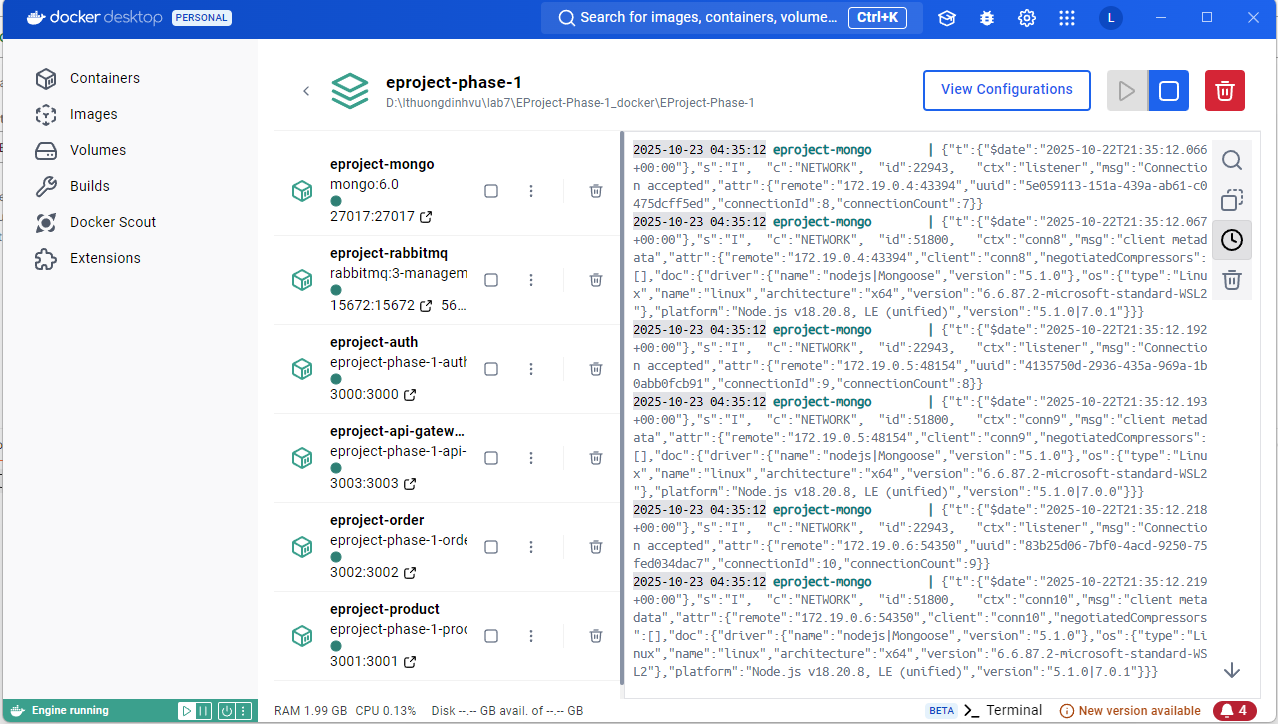 docker desktop PERSONAL
Search for images, containers, volume... Ctrl+K
L
Containers
Images
Volumes
Builds
Docker Scout
Extensions
eproject-phase-1
D:\lthuongdinhvu\lab7\EProject-Phase-1_docker\EProject-Phase-1
View Configurations
eproject-mongo
mongo:6.0
27017:27017
eproject-rabbitmq
rabbitmq:3-managem
15672:15672 56...
eproject-auth
eproject-phase-1-auth
3000:3000
eproject-api-gatew...
eproject-phase-1-api-
3003:3003
eproject-order
eproject-phase-1-orde
3002:3002
eproject-product
eproject-phase-1-prod
3001:3001
2025-10-23 04:35:12 eproject-mongo | {"t":{"$date":"2025-10-22T21:35:12.066
+00:00"},"s":"I", "c":"NETWORK", "id":22943, "ctx":"listener","msg":"Connectio
n accepted","attr":{"remote":"172.19.0.4:43394","uuid":"5e059113-151a-439a-ab61-c0
475dcff5ed","connectionId":8,"connectionCount":7}}
2025-10-23 04:35:12 eproject-mongo | {"t":{"$date":"2025-10-22T21:35:12.067
+00:00"},"s":"I", "c":"NETWORK", "id":51800, "ctx":"conn8","msg":"client metad
ata","attr":{"remote":"172.19.0.4:43394","client":"conn8","negotiatedCompressors":
[],"doc":{"driver":{"name":"nodejs|Mongoose","version":"5.1.0"},"os":{"type":"Linu
x","name":"linux","architecture":"x64","version":"6.6.87.2-microsoft-standard-WSL2
"},"platform":"Node.js v18.20.8, LE (unified)","version":"5.1.0|7.0.1"}}}
2025-10-23 04:35:12 eproject-mongo | {"t":{"$date":"2025-10-22T21:35:12.192
+00:00"},"s":"I", "c":"NETWORK", "id":22943, "ctx":"listener","msg":"Connectio
n accepted","attr":{"remote":"172.19.0.5:48154","uuid":"4135750d-2936-435a-969a-1b
0abb0fcb91","connectionId":9,"connectionCount":8}}
2025-10-23 04:35:12 eproject-mongo | {"t":{"$date":"2025-10-22T21:35:12.193
+00:00"},"s":"I", "c":"NETWORK", "id":51800, "ctx":"conn9","msg":"client metad
ata","attr":{"remote":"172.19.0.5:48154","client":"conn9","negotiatedCompressors":
[],"doc":{"driver":{"name":"nodejs|Mongoose","version":"5.1.0"},"os":{"type":"Linu
x","name":"linux","architecture":"x64","version":"6.6.87.2-microsoft-standard-WSL2
"},"platform":"Node.js v18.20.8, LE (unified)","version":"5.1.0|7.0.0"}}}
2025-10-23 04:35:12 eproject-mongo | {"t":{"$date":"2025-10-22T21:35:12.218
+00:00"},"s":"I", "c":"NETWORK", "id":22943, "ctx":"listener","msg":"Connectio
n accepted","attr":{"remote":"172.19.0.6:54350","uuid":"83b25d06-7bf0-4acd-9250-75
fed034dac7","connectionId":10,"connectionCount":9}}
2025-10-23 04:35:12 eproject-mongo | {"t":{"$date":"2025-10-22T21:35:12.219
+00:00"},"s":"I", "c":"NETWORK", "id":51800, "ctx":"conn10","msg":"client meta
data","attr":{"remote":"172.19.0.6:54350","client":"conn10","negotiatedCompressors
":[],"doc":{"driver":{"name":"nodejs|Mongoose","version":"5.1.0"},"os":{"type":"Li
nux","name":"linux","architecture":"x64","version":"6.6.87.2-microsoft-standard-WS
L2"},"platform":"Node.js v18.20.8, LE (unified)","version":"5.1.0|7.0.1"}}}
Engine running
RAM 1.99 GB CPU 0.13% Disk --.-- GB avail. of --.-- GB
BETA Terminal New version available 4